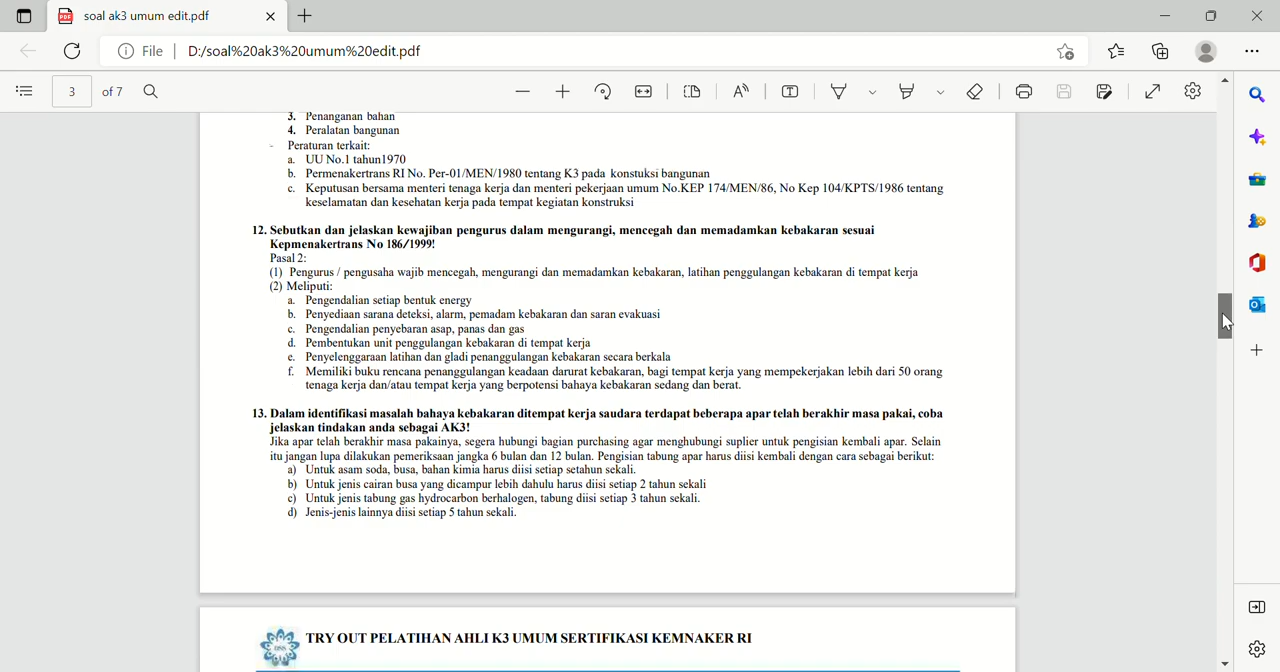 soal ak3 umum edit.pdf
File
D:/soal%20ak3%20umum%20edit.pdf
3 of 7
3. Penanganan bahan
4. Peralatan bangunan
- Peraturan terkait:
a. UU No.1 tahun1970
b. Permenakertrans RI No. Per-01/MEN/1980 tentang K3 pada konstuksi bangunan
c. Keputusan bersama menteri tenaga kerja dan menteri pekerjaan umum No.KEP 174/MEN/86, No Kep 104/KPTS/1986 tentang
keselamatan dan kesehatan kerja pada tempat kegiatan konstruksi
12. Sebutkan dan jelaskan kewajiban pengurus dalam mengurangi, mencegah dan memadamkan kebakaran sesuai
Kepmenakertrans No 186/1999!
Pasal 2:
(1) Pengurus / pengusaha wajib mencegah, mengurangi dan memadamkan kebakaran, latihan penggulangan kebakaran di tempat kerja
(2) Meliputi:
a. Pengendalian setiap bentuk energy
b. Penyediaan sarana deteksi, alarm, pemadam kebakaran dan saran evakuasi
c. Pengendalian penyebaran asap, panas dan gas
d. Pembentukan unit penggulangan kebakaran di tempat kerja
e. Penyelenggaraan latihan dan gladi penanggulangan kebakaran secara berkala
f. Memiliki buku rencana penanggulangan keadaan darurat kebakaran, bagi tempat kerja yang mempekerjakan lebih dari 50 orang
tenaga kerja dan/atau tempat kerja yang berpotensi bahaya kebakaran sedang dan berat.
13. Dalam identifikasi masalah bahaya kebakaran ditempat kerja saudara terdapat beberapa apar telah berakhir masa pakai, coba
jelaskan tindakan anda sebagai AK3!
Jika apar telah berakhir masa pakainya, segera hubungi bagian purchasing agar menghubungi suplier untuk pengisian kembali apar. Selain
itu jangan lupa dilakukan pemeriksaan jangka 6 bulan dan 12 bulan. Pengisian tabung apar harus diisi kembali dengan cara sebagai berikut:
a) Untuk asam soda, busa, bahan kimia harus diisi setiap setahun sekali.
b) Untuk jenis cairan busa yang dicampur lebih dahulu harus diisi setiap 2 tahun sekali
c) Untuk jenis tabung gas hydrocarbon berhalogen, tabung diisi setiap 3 tahun sekali.
d) Jenis-jenis lainnya diisi setiap 5 tahun sekali.
TRY OUT PELATIHAN AHLI K3 UMUM SERTIFIKASI KEMNAKER RI